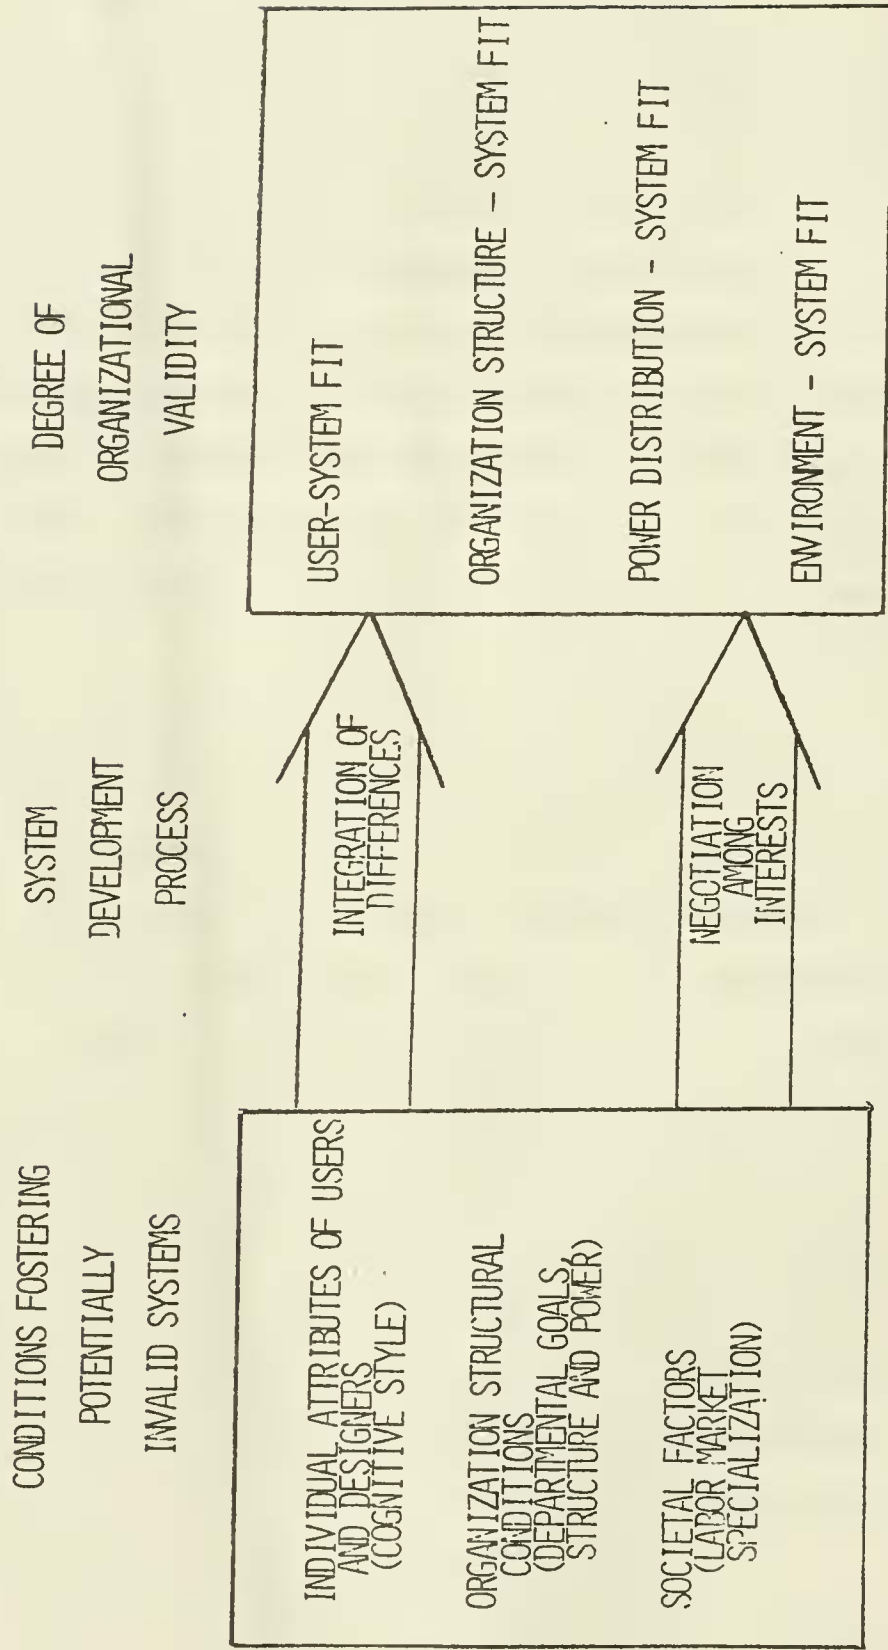 CONDITIONS FOSTERING
POTENTIALLY
INVALID SYSTEMS
INDIVIDUAL ATTRIBUTES OF USERS
AND DESIGNERS
(COGNITIVE STYLE)
ORGANIZATION STRUCTURAL
CONDITIONS
(DEPARTMENTAL GOALS,
STRUCTURE AND POWER)
SOCIETAL FACTORS
(LABOR MARKET
SPECIALIZATION)
SYSTEM
DEVELOPMENT
PROCESS
INTEGRATION OF
DIFFERENCES
NEGOTIATION
AMONG
INTERESTS
DEGREE OF
ORGANIZATIONAL
VALIDITY
USER-SYSTEM FIT
ORGANIZATION STRUCTURE - SYSTEM FIT
POWER DISTRIBUTION - SYSTEM FIT
ENVIRONMENT - SYSTEM FIT